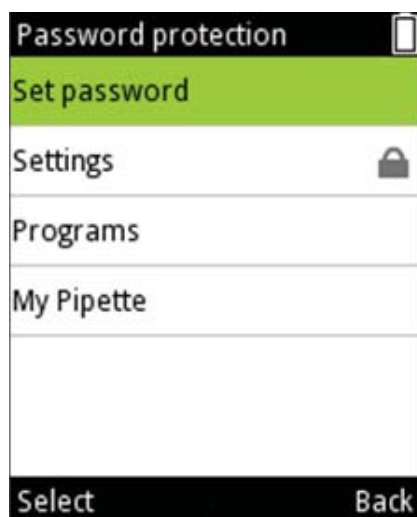 Password protection
Set password
Settings
Programs
My Pipette
Select Back